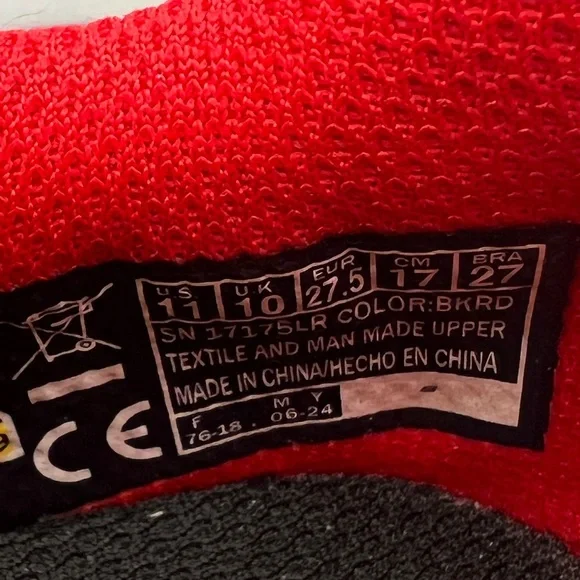 US UK EUR CM BRA
11 10 27.5 17 27
SN 17175LR COLOR:BKRD
TEXTILE AND MAN MADE UPPER
MADE IN CHINA/HECHO EN CHINA
F M Y
76-18 . 06-24 -
CE